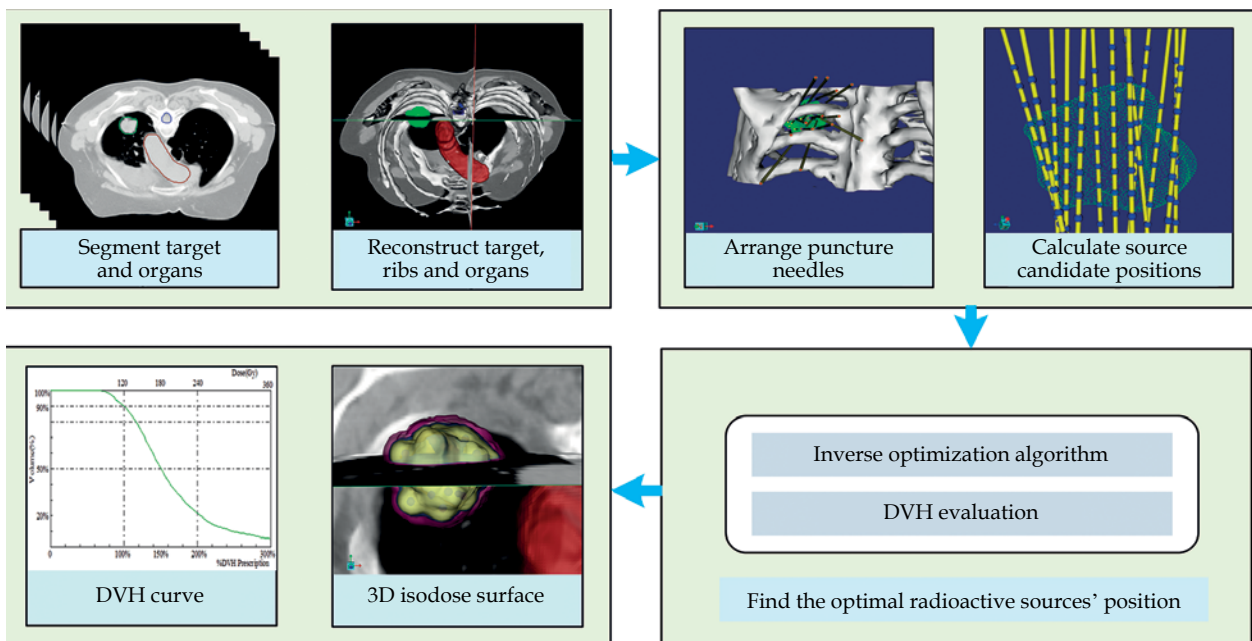 Segment target
and organs
Reconstruct target,
ribs and organs
Arrange puncture
needles
Calculate source
candidate positions
Dose(Gy)
120 180 240 360
100%
90%
50%
20%
Volume(%)
0 100% 150% 200% 300%
%DVH Prescription
DVH curve
3D isodose surface
Inverse optimization algorithm
DVH evaluation
Find the optimal radioactive sources' position